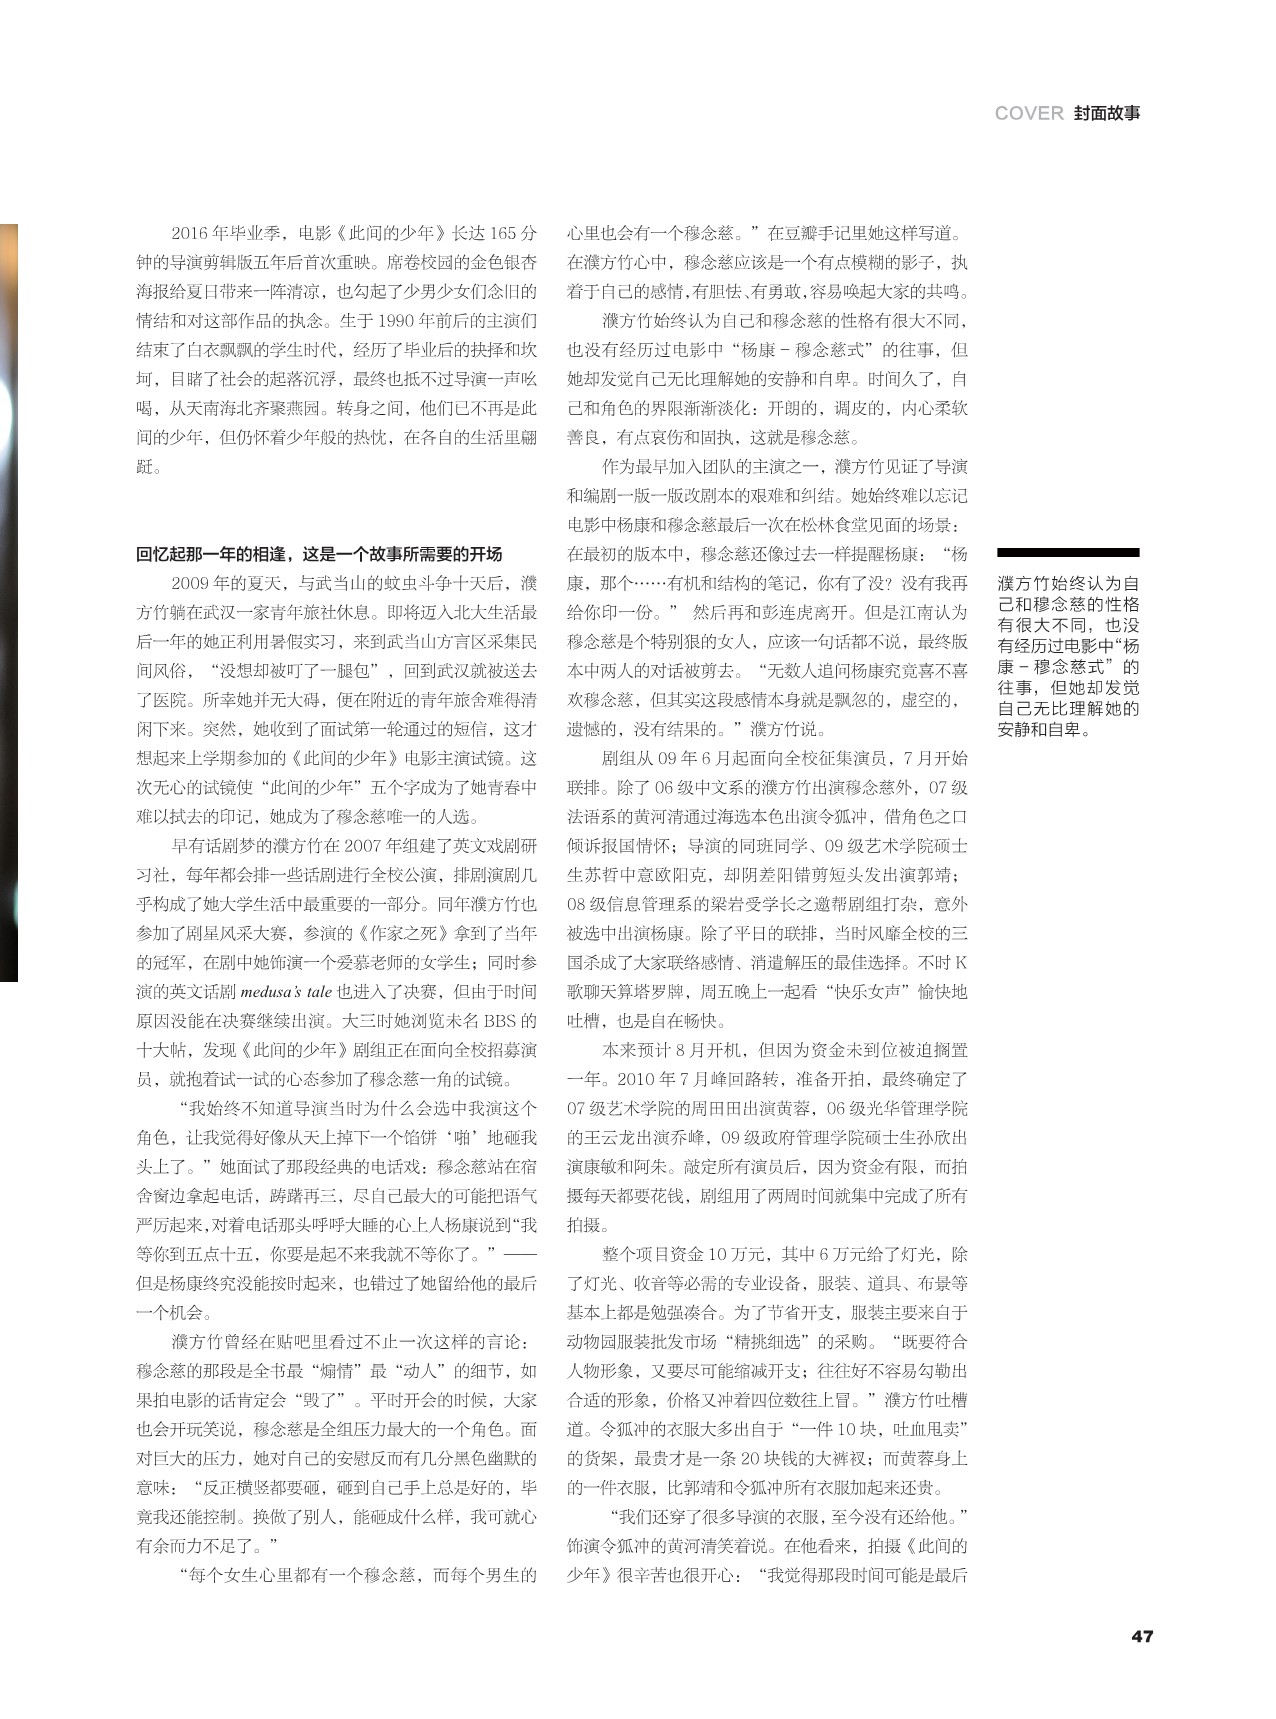 COVER 封面故事
2016 年毕业季，电影《此间的少年》长达 165 分
钟的导演剪辑版五年后首次重映。席卷校园的金色银杏
海报给夏日带来一阵清凉，也勾起了少男少女们念旧的
情结和对这部作品的执念。生于 1990 年前后的主演们
结束了白衣飘飘的学生时代，经历了毕业后的抉择和坎
坷，目睹了社会的起落沉浮，最终也抵不过导演一声吆
喝，从天南海北齐聚燕园。转身之间，他们已不再是此
间的少年，但仍怀着少年般的热忱，在各自的生活里翩
跹。
回忆起那一年的相逢，这是一个故事所需要的开场
2009 年的夏天，与武当山的蚊虫斗争十天后，濮
方竹躺在武汉一家青年旅社休息。即将迈入北大生活最
后一年的她正利用暑假实习，来到武当山方言区采集民
间风俗，“没想却被叮了一腿包”，回到武汉就被送去
了医院。所幸她并无大碍，便在附近的青年旅舍难得清
闲下来。突然，她收到了面试第一轮通过的短信，这才
想起来上学期参加的《此间的少年》电影主演试镜。这
次无心的试镜使“此间的少年”五个字成为了她青春中
难以拭去的印记，她成为了穆念慈唯一的人选。
早有话剧梦的濮方竹在 2007 年组建了英文戏剧研
习社，每年都会排一些话剧进行全校公演，排剧演剧几
乎构成了她大学生活中最重要的一部分。同年濮方竹也
参加了剧星风采大赛，参演的《作家之死》拿到了当年
的冠军，在剧中她饰演一个爱慕老师的女学生；同时参
演的英文话剧 medusa’s tale 也进入了决赛，但由于时间
原因没能在决赛继续出演。大三时她浏览未名 BBS 的
十大帖，发现《此间的少年》剧组正在面向全校招募演
员，就抱着试一试的心态参加了穆念慈一角的试镜。
“我始终不知道导演当时为什么会选中我演这个
角色，让我觉得好像从天上掉下一个馅饼‘啪’地砸我
头上了。”她面试了那段经典的电话戏：穆念慈站在宿
舍窗边拿起电话，踌躇再三，尽自己最大的可能把语气
严厉起来，对着电话那头呼呼大睡的心上人杨康说到“我
等你到五点十五，你要是起不来我就不等你了。”——
但是杨康终究没能按时起来，也错过了她留给他的最后
一个机会。
濮方竹曾经在贴吧里看过不止一次这样的言论：
穆念慈的那段是全书最“煽情”最“动人”的细节，如
果拍电影的话肯定会“毁了”。平时开会的时候，大家
也会开玩笑说，穆念慈是全组压力最大的一个角色。面
对巨大的压力，她对自己的安慰反而有几分黑色幽默的
意味：“反正横竖都要砸，砸到自己手上总是好的，毕
竟我还能控制。换做了别人，能砸成什么样，我可就心
有余而力不足了。”
“每个女生心里都有一个穆念慈，而每个男生的
心里也会有一个穆念慈。”在豆瓣手记里她这样写道。
在濮方竹心中，穆念慈应该是一个有点模糊的影子，执
着于自己的感情，有胆怯、有勇敢，容易唤起大家的共鸣。
濮方竹始终认为自己和穆念慈的性格有很大不同，
也没有经历过电影中“杨康－穆念慈式”的往事，但
她却发觉自己无比理解她的安静和自卑。时间久了，自
己和角色的界限渐渐淡化：开朗的，调皮的，内心柔软
善良，有点哀伤和固执，这就是穆念慈。
作为最早加入团队的主演之一，濮方竹见证了导演
和编剧一版一版改剧本的艰难和纠结。她始终难以忘记
电影中杨康和穆念慈最后一次在松林食堂见面的场景；
在最初的版本中，穆念慈还像过去一样提醒杨康：“杨
康，那个……有机和结构的笔记，你有了没？没有我再
给你印一份。” 然后再和彭连虎离开。但是江南认为
穆念慈是个特别狠的女人，应该一句话都不说，最终版
本中两人的对话被剪去。“无数人追问杨康究竟喜不喜
欢穆念慈，但其实这段感情本身就是飘忽的，虚空的，
遗憾的，没有结果的。”濮方竹说。
剧组从 09 年 6 月起面向全校征集演员，7 月开始
联排。除了 06 级中文系的濮方竹出演穆念慈外，07 级
法语系的黄河清通过海选本色出演令狐冲，借角色之口
倾诉报国情怀；导演的同班同学、09 级艺术学院硕士
生苏哲中意欧阳克，却阴差阳错剪短头发出演郭靖；
08 级信息管理系的梁岩受学长之邀帮剧组打杂，意外
被选中出演杨康。除了平日的联排，当时风靡全校的三
国杀成了大家联络感情、消遣解压的最佳选择。不时 K
歌聊天算塔罗牌，周五晚上一起看“快乐女声”愉快地
吐槽，也是自在畅快。
本来预计 8 月开机，但因为资金未到位被迫搁置
一年。2010 年 7 月峰回路转，准备开拍，最终确定了
07 级艺术学院的周田田出演黄蓉，06 级光华管理学院
的王云龙出演乔峰，09 级政府管理学院硕士生孙欣出
演康敏和阿朱。敲定所有演员后，因为资金有限，而拍
摄每天都要花钱，剧组用了两周时间就集中完成了所有
拍摄。
整个项目资金 10 万元，其中 6 万元给了灯光，除
了灯光、收音等必需的专业设备，服装、道具、布景等
基本上都是勉强凑合。为了节省开支，服装主要来自于
动物园服装批发市场“精挑细选”的采购。“既要符合
人物形象，又要尽可能缩减开支；往往好不容易勾勒出
合适的形象，价格又冲着四位数往上冒。”濮方竹吐槽
道。令狐冲的衣服大多出自于“一件 10 块，吐血甩卖”
的货架，最贵才是一条 20 块钱的大裤衩；而黄蓉身上
的一件衣服，比郭靖和令狐冲所有衣服加起来还贵。
“我们还穿了很多导演的衣服，至今没有还给他。”
饰演令狐冲的黄河清笑着说。在他看来，拍摄《此间的
少年》很辛苦也很开心：“我觉得那段时间可能是最后
濮方竹始终认为自
己和穆念慈的性格
有很大不同，也没
有经历过电影中“杨
康－穆念慈式”的
往事，但她却发觉
自己无比理解她的
安静和自卑。
47